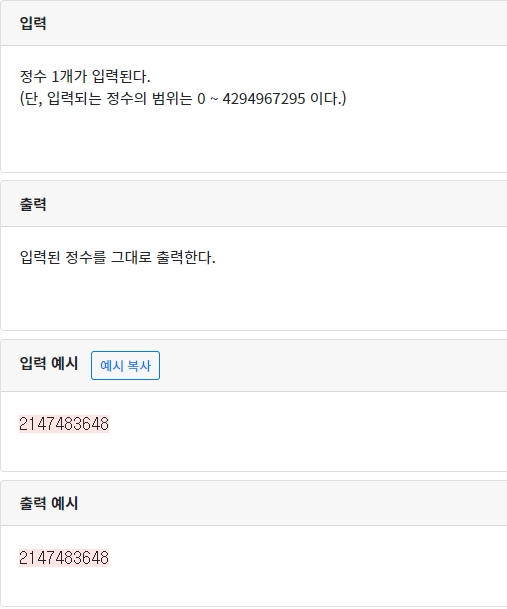 입력
정수 1개가 입력된다.
(단, 입력되는 정수의 범위는 0 ~ 4294967295 이다.)
출력
입력된 정수를 그대로 출력한다.
입력 예시 예시 복사
2147483648
출력 예시
2147483648